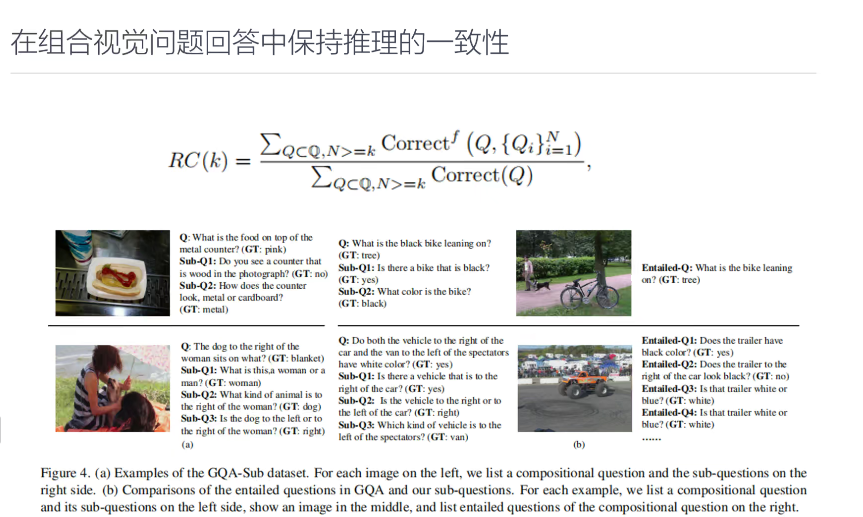 在组合视觉问题回答中保持推理的一致性
RC(k) = \frac{\sum_{Q⊂ℚ,N>=k} Correct^f (Q, {Q_i}_{i=1}^N)}{\sum_{Q⊂ℚ,N>=k} Correct(Q)},
Q: What is the food on top of the
metal counter? (GT: pink)
Sub-Q1: Do you see a counter that
is wood in the photograph? (GT: no)
Sub-Q2: How does the counter
look, metal or cardboard?
(GT: metal)
Q: What is the black bike leaning on?
(GT: tree)
Sub-Q1: Is there a bike that is black?
(GT: yes)
Sub-Q2: What color is the bike?
(GT: black)
Entailed-Q: What is the bike leaning
on? (GT: tree)
Q: The dog to the right of the
woman sits on what? (GT: blanket)
Sub-Q1: What is this,a woman or a
man? (GT: woman)
Sub-Q2: What kind of animal is to
the right of the woman? (GT: dog)
Sub-Q3: Is the dog to the left or to
the right of the woman? (GT: right)
(a)
Q: Do both the vehicle to the right of the
car and the van to the left of the spectators
have white color? (GT: yes)
Sub-Q1: Is there a vehicle that is to the
right of the car? (GT: yes)
Sub-Q2: Is the vehicle to the right or to
the left of the car? (GT: right)
Sub-Q3: Which kind of vehicle is to the
left of the spectators? (GT: van)
(b)
Entailed-Q1: Does the trailer have
black color? (GT: yes)
Entailed-Q2: Does the trailer to the
right of the car look black? (GT: no)
Entailed-Q3: Is that trailer white or
blue? (GT: white)
Entailed-Q4: Is that trailer white or
blue? (GT: white)
......
Figure 4. (a) Examples of the GQA-Sub dataset. For each image on the left, we list a compositional question and the sub-questions on the
right side. (b) Comparisons of the entailed questions in GQA and our sub-questions. For each example, we list a compositional question
and its sub-questions on the left side, show an image in the middle, and list entailed questions of the compositional question on the right.